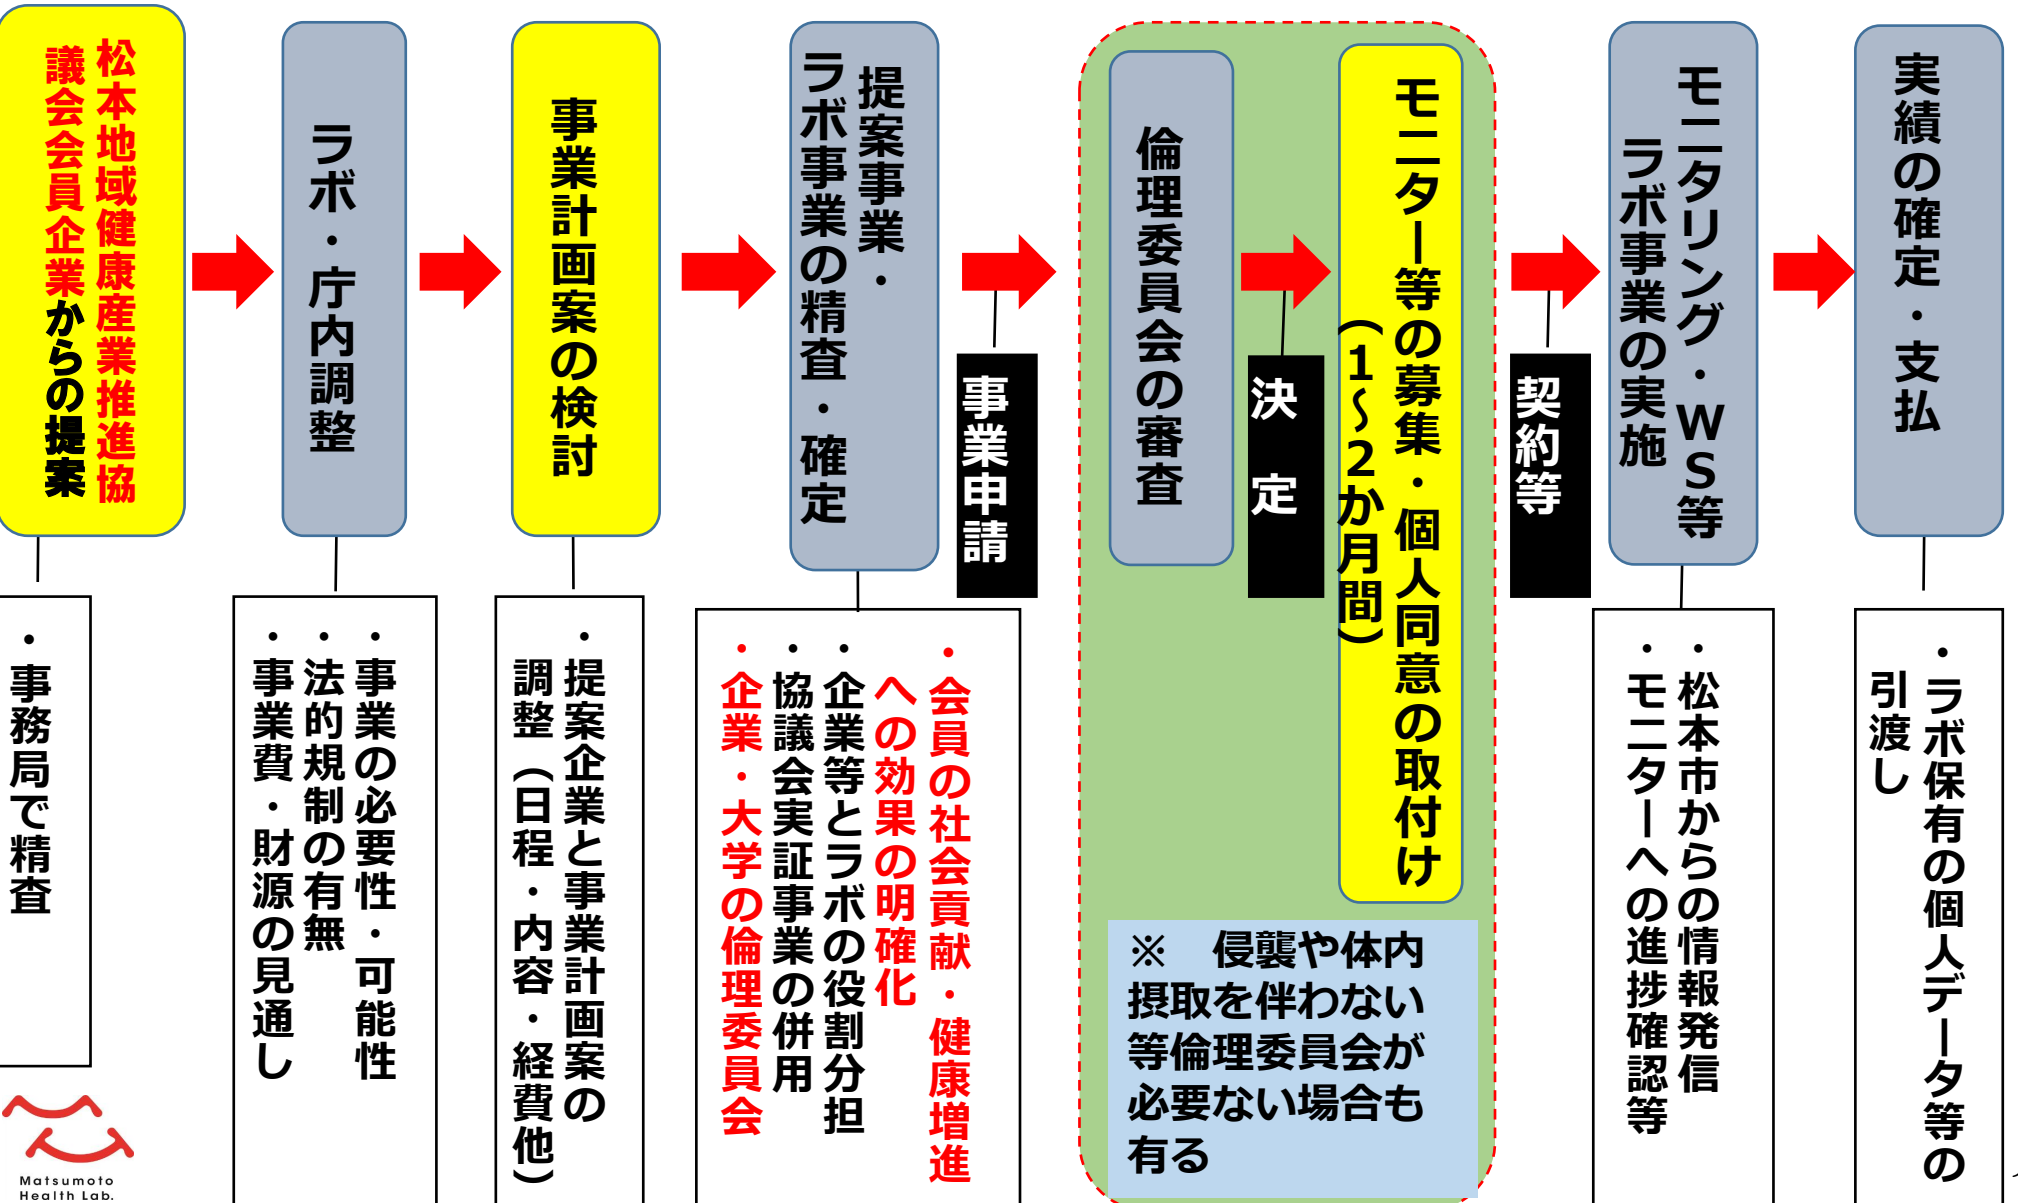 松本地域健康産業推進協
議会会員企業からの提案
・事務局で精査
ラボ・庁内調整
・事業の必要性・可能性
・法的規制の有無
・事業費・財源の見通し
事業計画案の検討
・提案企業と事業計画案の
調整（日程・内容・経費他）
提案事業・
ラボ事業の精査・確定
・会員の社会貢献・健康増進
への効果の明確化
・企業等とラボの役割分担
・協議会実証事業の併用
・企業・大学の倫理委員会
事業申請
倫理委員会の審査
決定
モニター等の募集・個人同意の取付け
（１～２か月間）
※　侵襲や体内
摂取を伴わない
等倫理委員会が
必要ない場合も
有る
契約等
モニタリング・ＷＳ等
ラボ事業の実施
・松本市からの情報発信
・モニターへの進捗確認等
実績の確定・支払
・ラボ保有の個人データ等の
引渡し
Matsumoto
Health Lab.